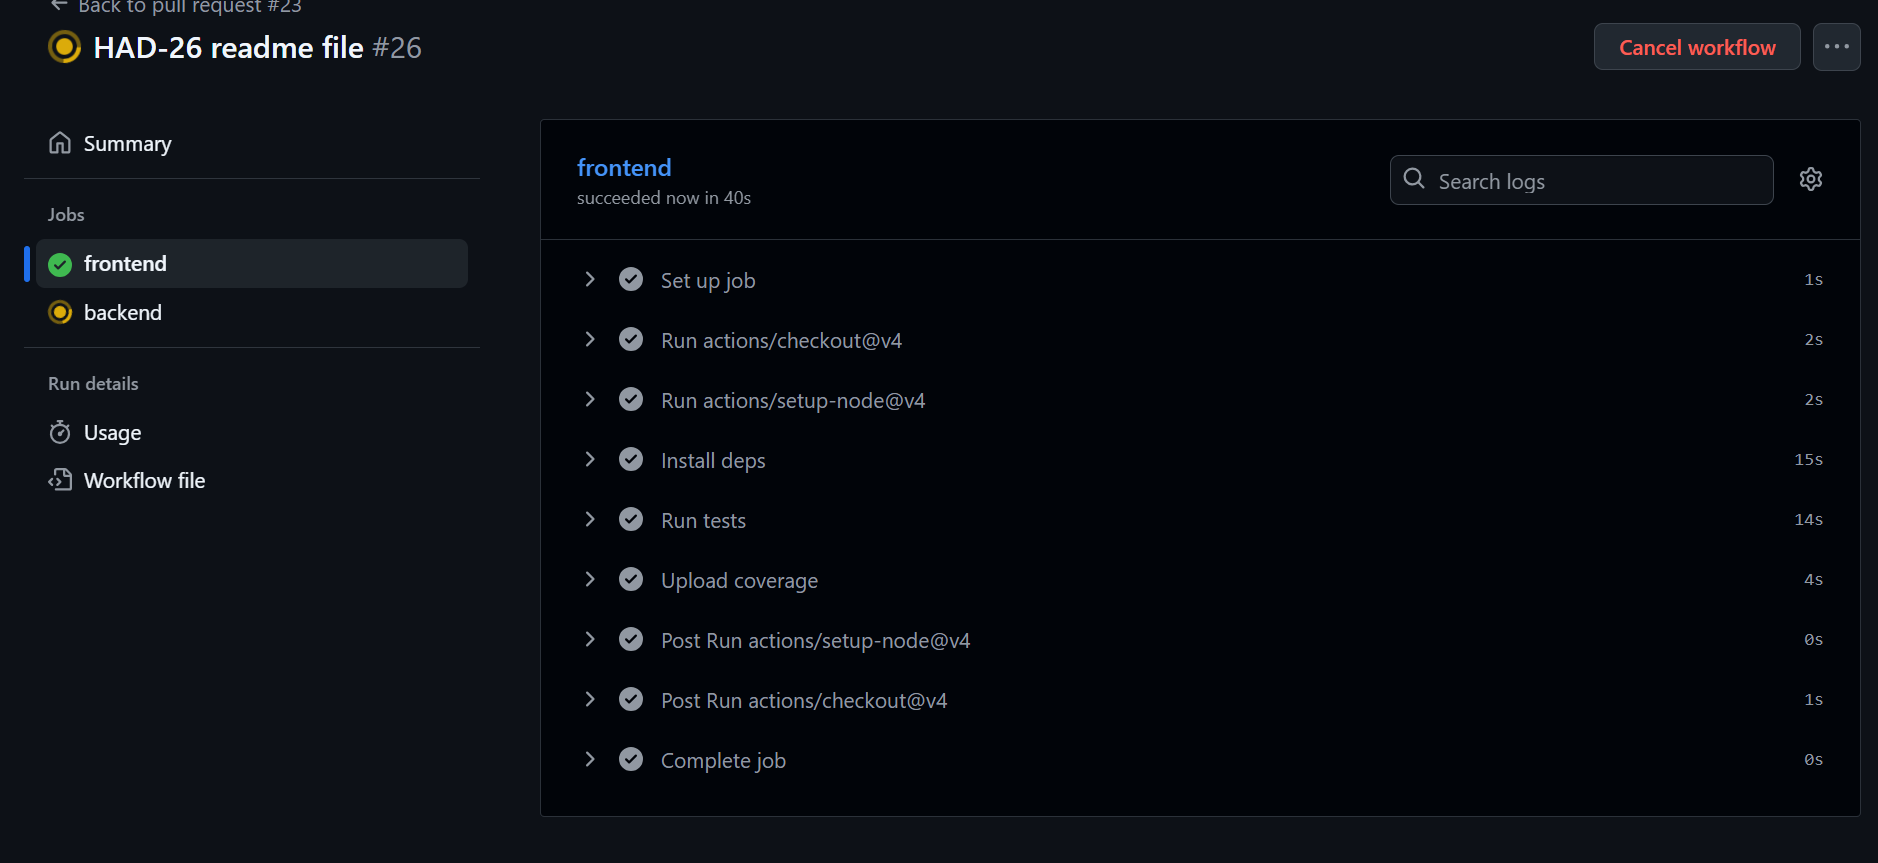 Back to pull request #23
HAD-26 readme file #26
Cancel workflow
Summary
Jobs
frontend
backend
Run details
Usage
Workflow file
frontend
succeeded now in 40s
Search logs
Set up job 1s
Run actions/checkout@v4 2s
Run actions/setup-node@v4 2s
Install deps 15s
Run tests 14s
Upload coverage 4s
Post Run actions/setup-node@v4 0s
Post Run actions/checkout@v4 1s
Complete job 0s